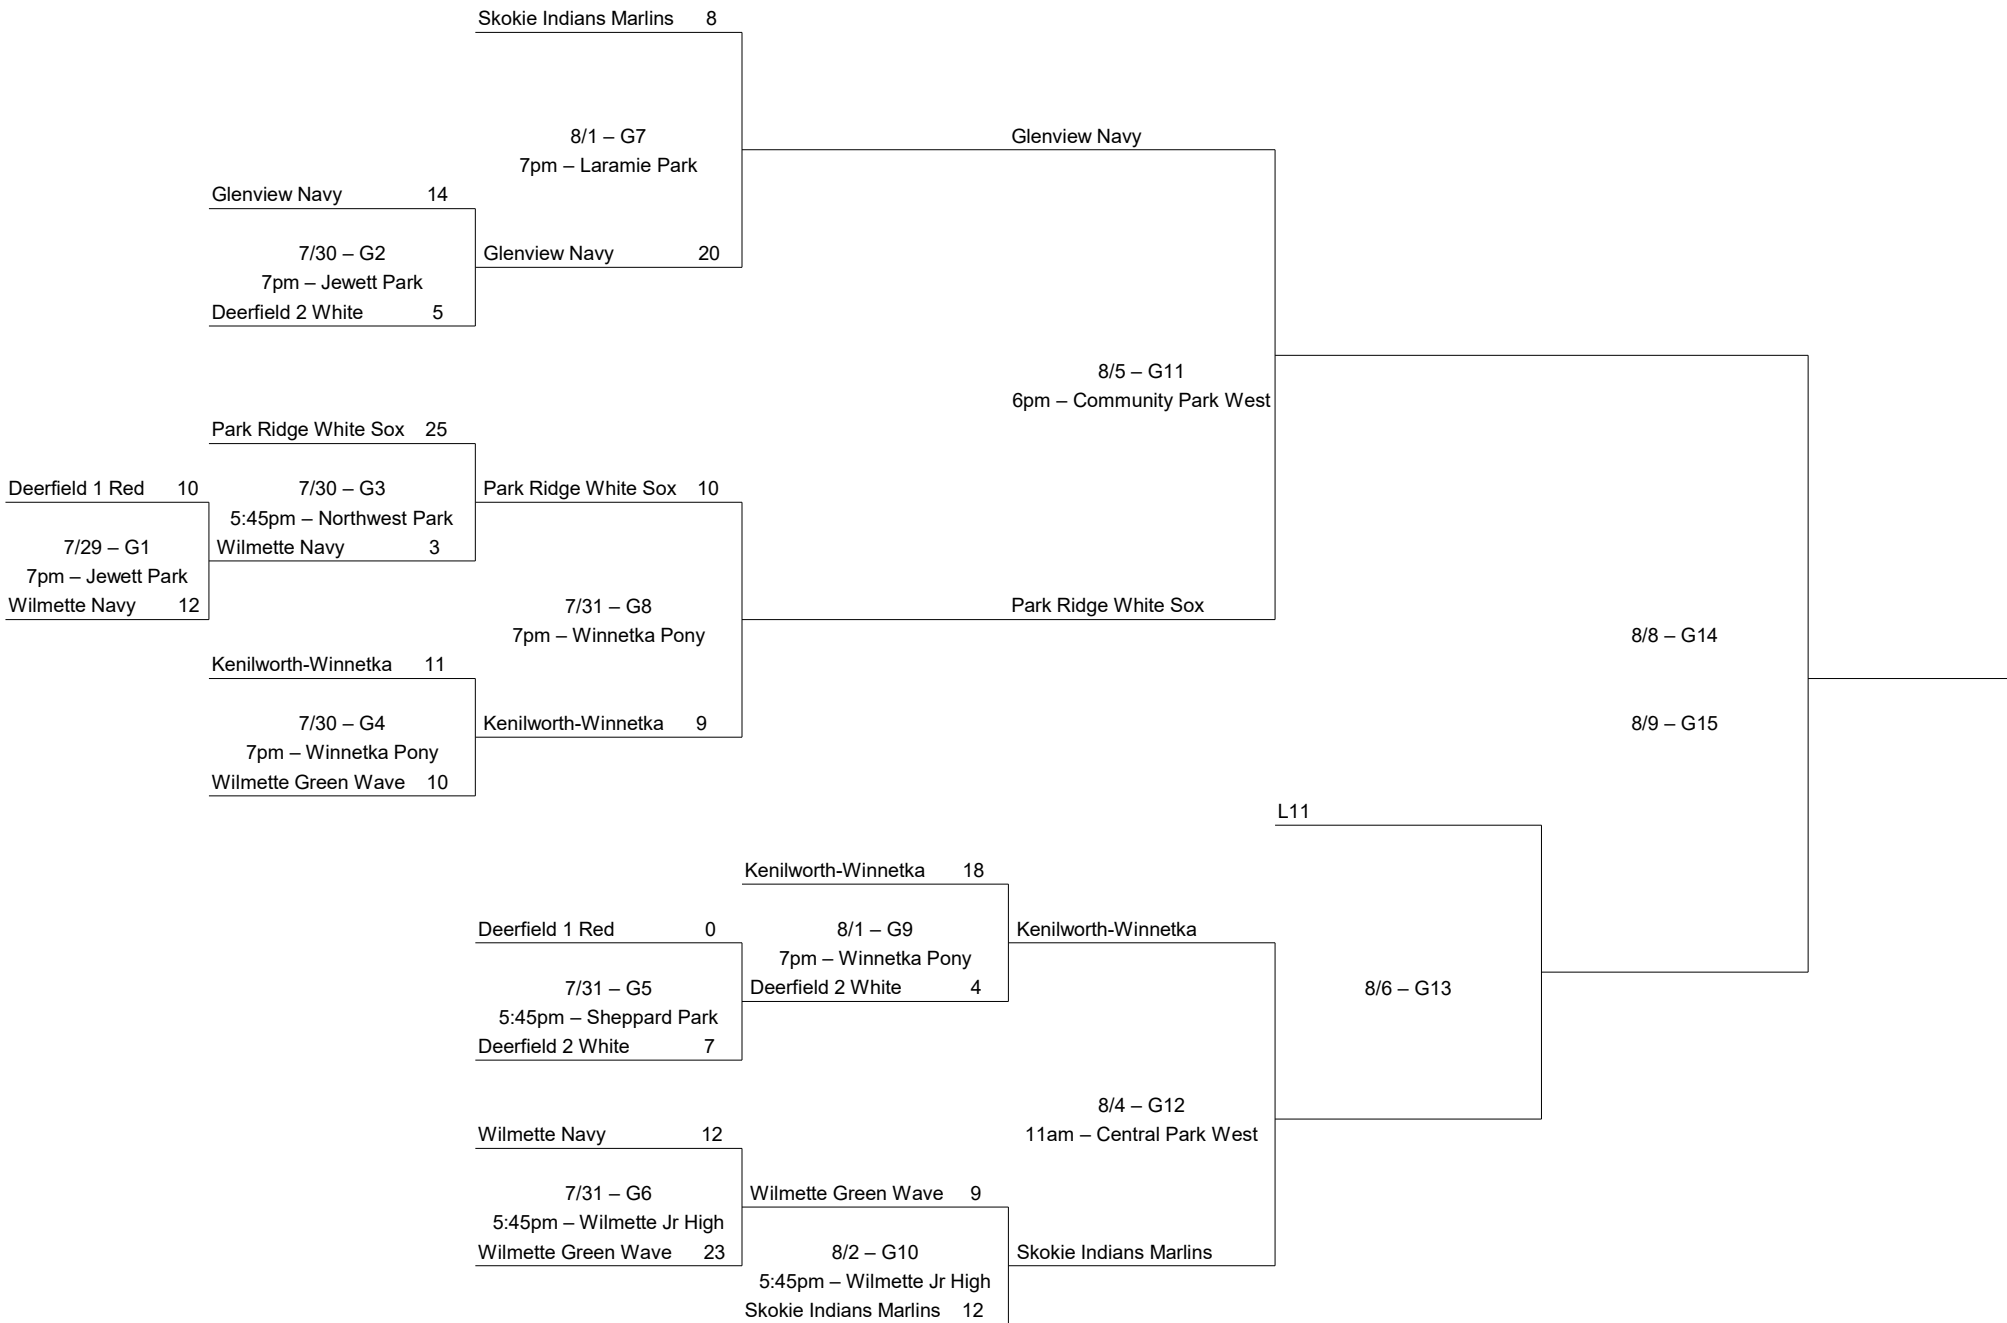 Skokie Indians Marlins 8
8/1 – G7
7pm – Laramie Park
Glenview Navy
Glenview Navy 14
7/30 – G2
7pm – Jewett Park
Deerfield 2 White 5
Glenview Navy 20
8/5 – G11
6pm – Community Park West
Park Ridge White Sox 25
7/30 – G3
5:45pm – Northwest Park
Wilmette Navy 3
Deerfield 1 Red 10
7/29 – G1
7pm – Jewett Park
Wilmette Navy 12
Park Ridge White Sox 10
7/31 – G8
7pm – Winnetka Pony
Park Ridge White Sox
Kenilworth-Winnetka 11
7/30 – G4
7pm – Winnetka Pony
Wilmette Green Wave 10
Kenilworth-Winnetka 9
8/8 – G14
8/9 – G15
L11
Kenilworth-Winnetka 18
8/1 – G9
7pm – Winnetka Pony
Deerfield 2 White 4
Kenilworth-Winnetka
Deerfield 1 Red 0
7/31 – G5
5:45pm – Sheppard Park
Deerfield 2 White 7
8/6 – G13
8/4 – G12
11am – Central Park West
Wilmette Navy 12
7/31 – G6
5:45pm – Wilmette Jr High
Wilmette Green Wave 23
Wilmette Green Wave 9
8/2 – G10
5:45pm – Wilmette Jr High
Skokie Indians Marlins 12
Skokie Indians Marlins